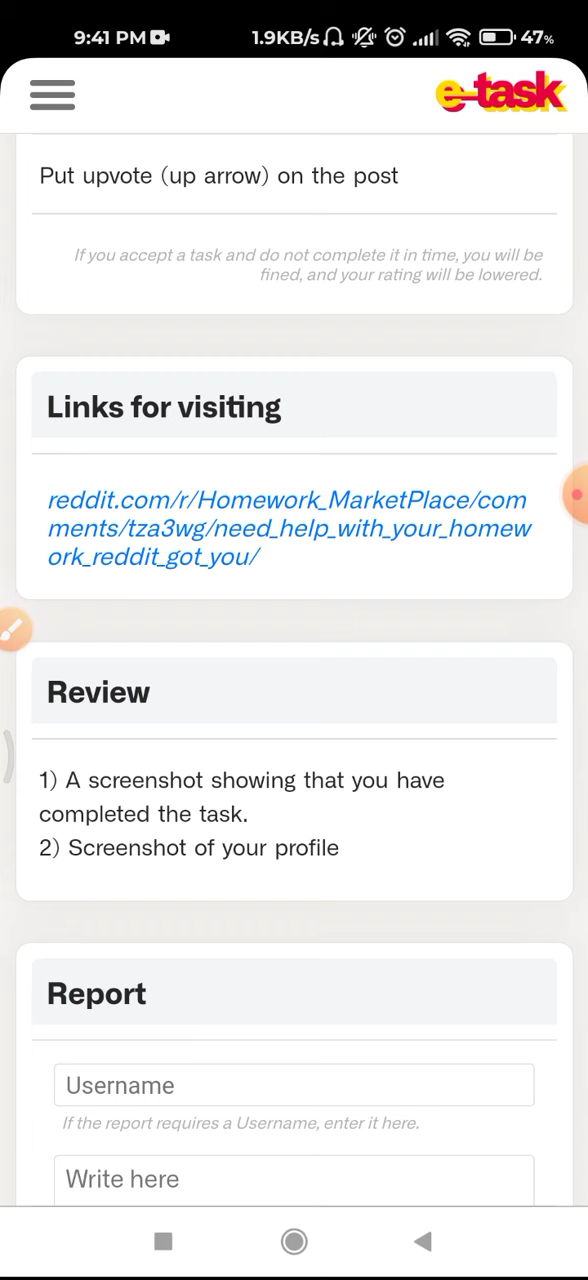 9:41 PM 1.9KB/s 47%
e-task
Put upvote (up arrow) on the post
If you accept a task and do not complete it in time, you will be
fined, and your rating will be lowered.
Links for visiting
reddit.com/r/Homework_MarketPlace/com
ments/tza3wg/need_help_with_your_homew
ork_reddit_got_you/
Review
1) A screenshot showing that you have
completed the task.
2) Screenshot of your profile
Report
Username
If the report requires a Username, enter it here.
Write here